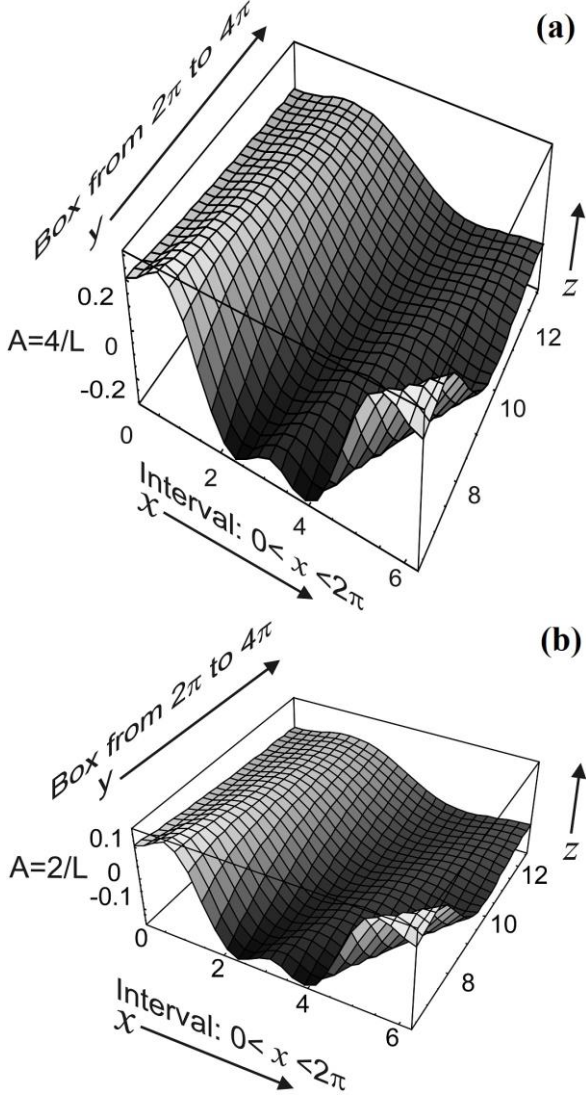 (a)
Box from 2π to 4π
y
z
0.2
A=4/L
0
-0.2
0
2
4
6
8
10
12
Interval: 0< x <2π
x
(b)
Box from 2π to 4π
y
z
0.1
A=2/L
0
-0.1
0
2
4
6
8
10
12
Interval: 0< x <2π
x